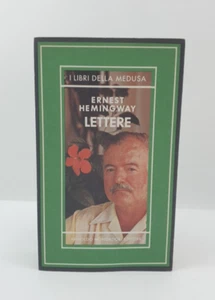 I LIBRI DELLA MEDUSA
ERNEST
HEMINGWAY
LETTERE